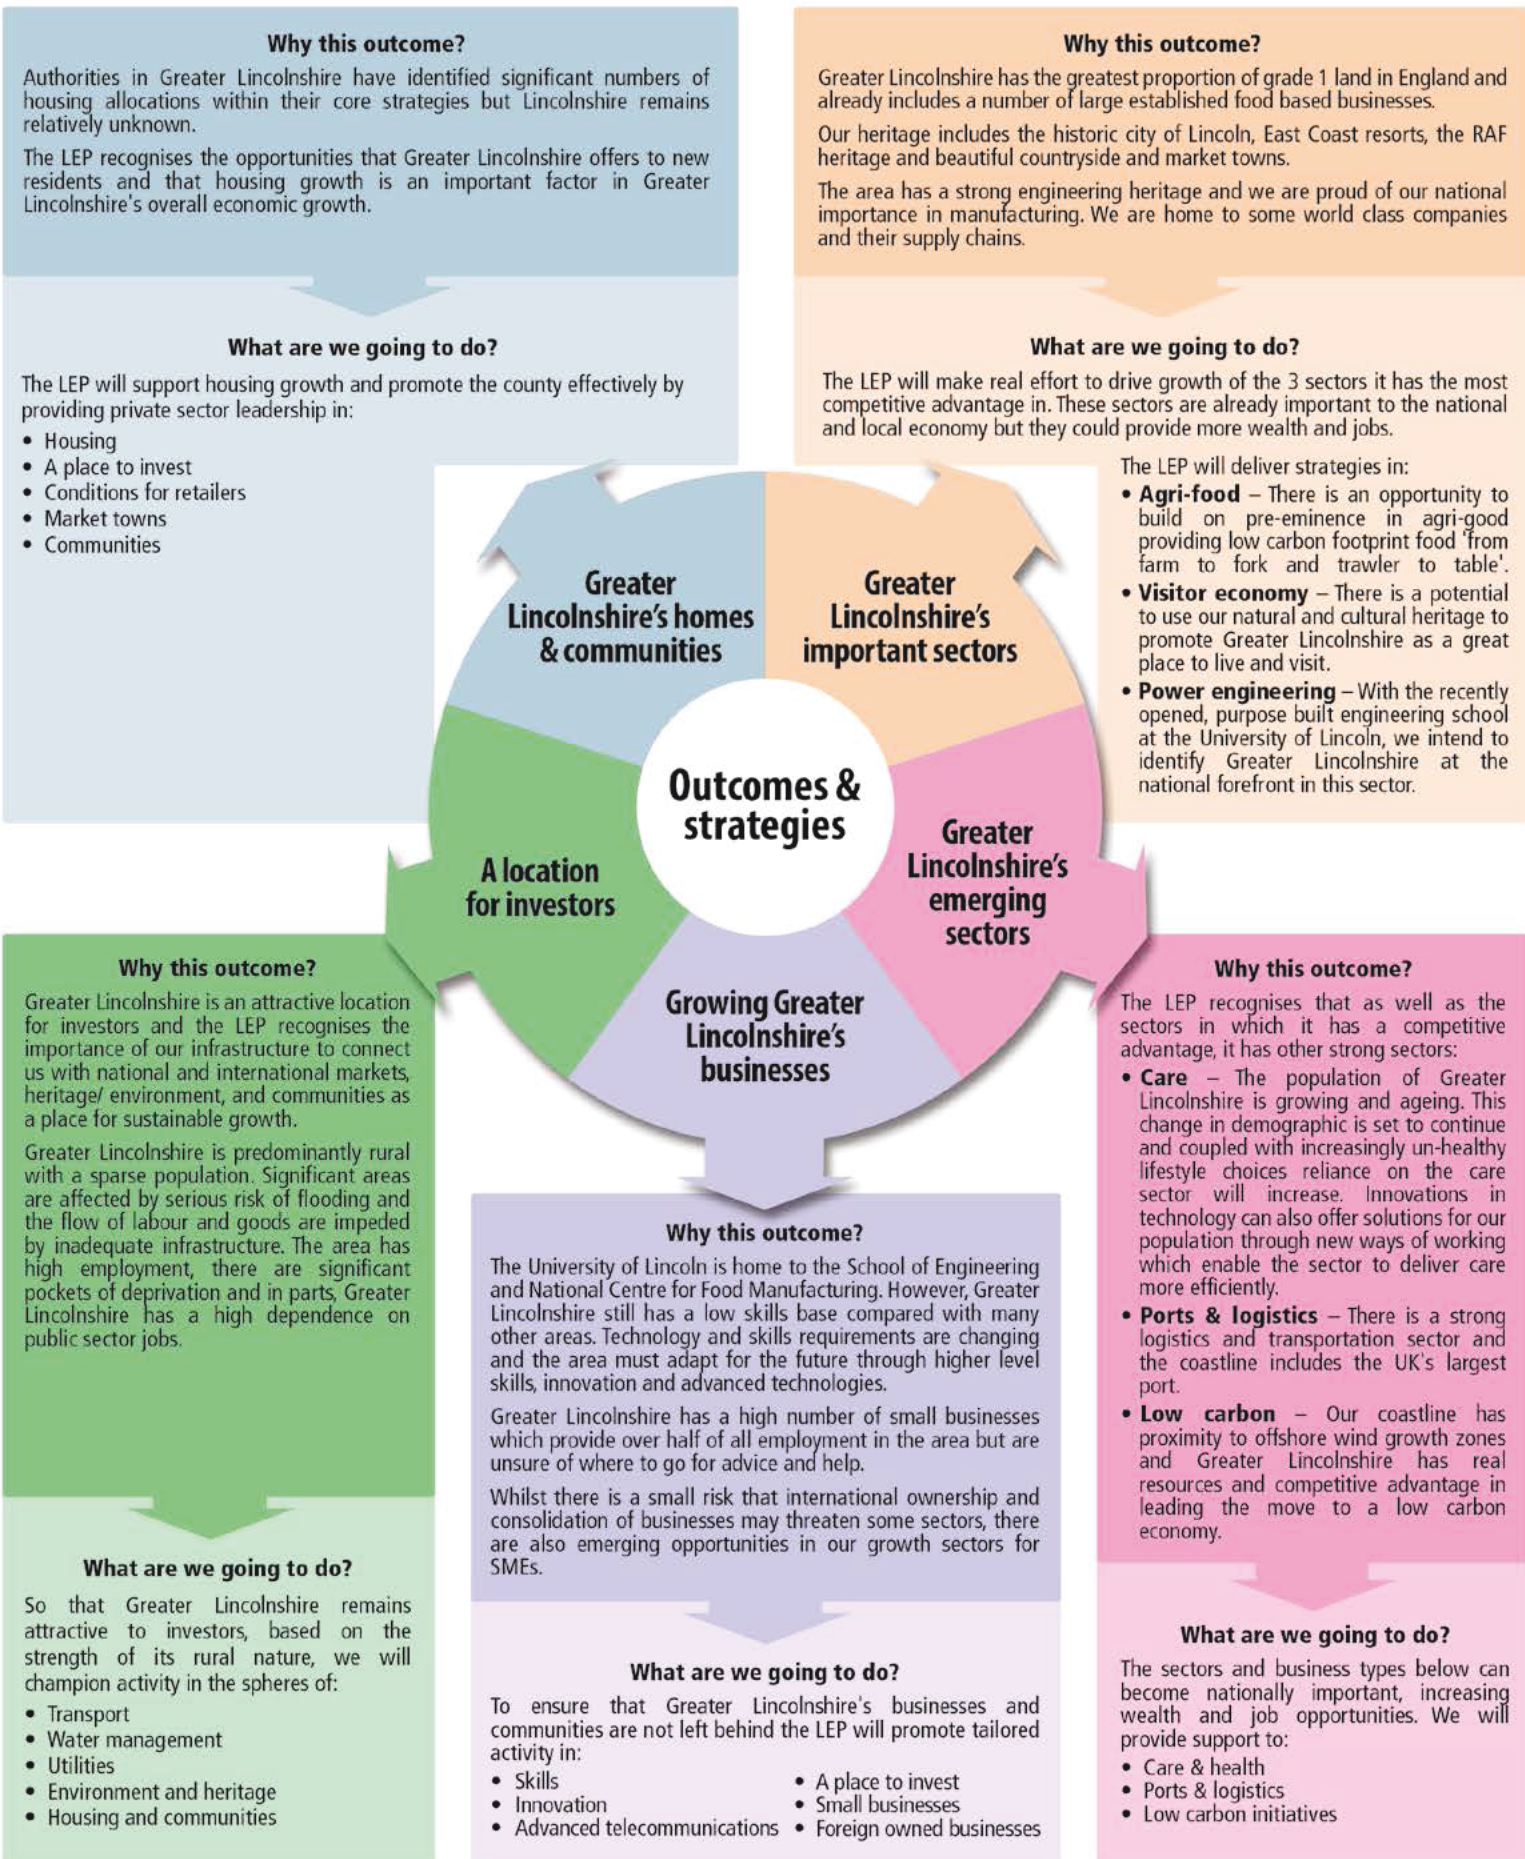 Why this outcome?
Authorities in Greater Lincolnshire have identified significant numbers of
housing allocations within their core strategies but Lincolnshire remains
relatively unknown.
The LEP recognises the opportunities that Greater Lincolnshire offers to new
residents and that housing growth is an important factor in Greater
Lincolnshire's overall economic growth.
What are we going to do?
The LEP will support housing growth and promote the county effectively by
providing private sector leadership in:
• Housing
• A place to invest
• Conditions for retailers
• Market towns
• Communities
Why this outcome?
Greater Lincolnshire has the greatest proportion of grade 1 land in England and
already includes a number of large established food based businesses.
Our heritage includes the historic city of Lincoln, East Coast resorts, the RAF
heritage and beautiful countryside and market towns.
The area has a strong engineering heritage and we are proud of our national
importance in manufacturing. We are home to some world class companies
and their supply chains.
What are we going to do?
The LEP will make real effort to drive growth of the 3 sectors it has the most
competitive advantage in. These sectors are already important to the national
and local economy but they could provide more wealth and jobs.
The LEP will deliver strategies in:
• Agri-food – There is an opportunity to
build on pre-eminence in agri-good
providing low carbon footprint food 'from
farm to fork and trawler to table'.
• Visitor economy – There is a potential
to use our natural and cultural heritage to
promote Greater Lincolnshire as a great
place to live and visit.
• Power engineering – With the recently
opened, purpose built engineering school
at the University of Lincoln, we intend to
identify Greater Lincolnshire at the
national forefront in this sector.
Greater
Lincolnshire's homes
& communities
Greater
Lincolnshire's
important sectors
Outcomes &
strategies
A location
for investors
Greater
Lincolnshire's
emerging
sectors
Growing Greater
Lincolnshire's
businesses
Why this outcome?
Greater Lincolnshire is an attractive location
for investors and the LEP recognises the
importance of our infrastructure to connect
us with national and international markets,
heritage/ environment, and communities as
a place for sustainable growth.
Greater Lincolnshire is predominantly rural
with a sparse population. Significant areas
are affected by serious risk of flooding and
the flow of labour and goods are impeded
by inadequate infrastructure. The area has
high employment, there are significant
pockets of deprivation and in parts, Greater
Lincolnshire has a high dependence on
public sector jobs.
What are we going to do?
So that Greater Lincolnshire remains
attractive to investors, based on the
strength of its rural nature, we will
champion activity in the spheres of:
• Transport
• Water management
• Utilities
• Environment and heritage
• Housing and communities
Why this outcome?
The University of Lincoln is home to the School of Engineering
and National Centre for Food Manufacturing. However, Greater
Lincolnshire still has a low skills base compared with many
other areas. Technology and skills requirements are changing
and the area must adapt for the future through higher level
skills, innovation and advanced technologies.
Greater Lincolnshire has a high number of small businesses
which provide over half of all employment in the area but are
unsure of where to go for advice and help.
Whilst there is a small risk that international ownership and
consolidation of businesses may threaten some sectors, there
are also emerging opportunities in our growth sectors for
SMEs.
What are we going to do?
To ensure that Greater Lincolnshire's businesses and
communities are not left behind the LEP will promote tailored
activity in:
• Skills
• Innovation
• Advanced telecommunications
• A place to invest
• Small businesses
• Foreign owned businesses
Why this outcome?
The LEP recognises that as well as the
sectors in which it has a competitive
advantage, it has other strong sectors:
• Care – The population of Greater
Lincolnshire is growing and ageing. This
change in demographic is set to continue
and coupled with increasingly un-healthy
lifestyle choices reliance on the care
sector will increase. Innovations in
technology can also offer solutions for our
population through new ways of working
which enable the sector to deliver care
more efficiently.
• Ports & logistics – There is a strong
logistics and transportation sector and
the coastline includes the UK's largest
port.
• Low carbon – Our coastline has
proximity to offshore wind growth zones
and Greater Lincolnshire has real
resources and competitive advantage in
leading the move to a low carbon
economy.
What are we going to do?
The sectors and business types below can
become nationally important, increasing
wealth and job opportunities. We will
provide support to:
• Care & health
• Ports & logistics
• Low carbon initiatives